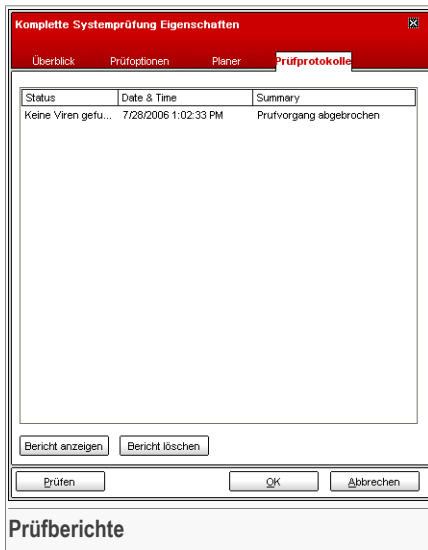 Komplette Systemprüfung Eigenschaften
Überblick Prüfoptionen Planer Prüfprotokolle
Status Date & Time Summary
Keine Viren gefu... 7/28/2006 1:02:33 PM Prufvorgang abgebrochen
Bericht anzeigen Bericht löschen
Prüfen OK Abbrechen
Prüfberichte